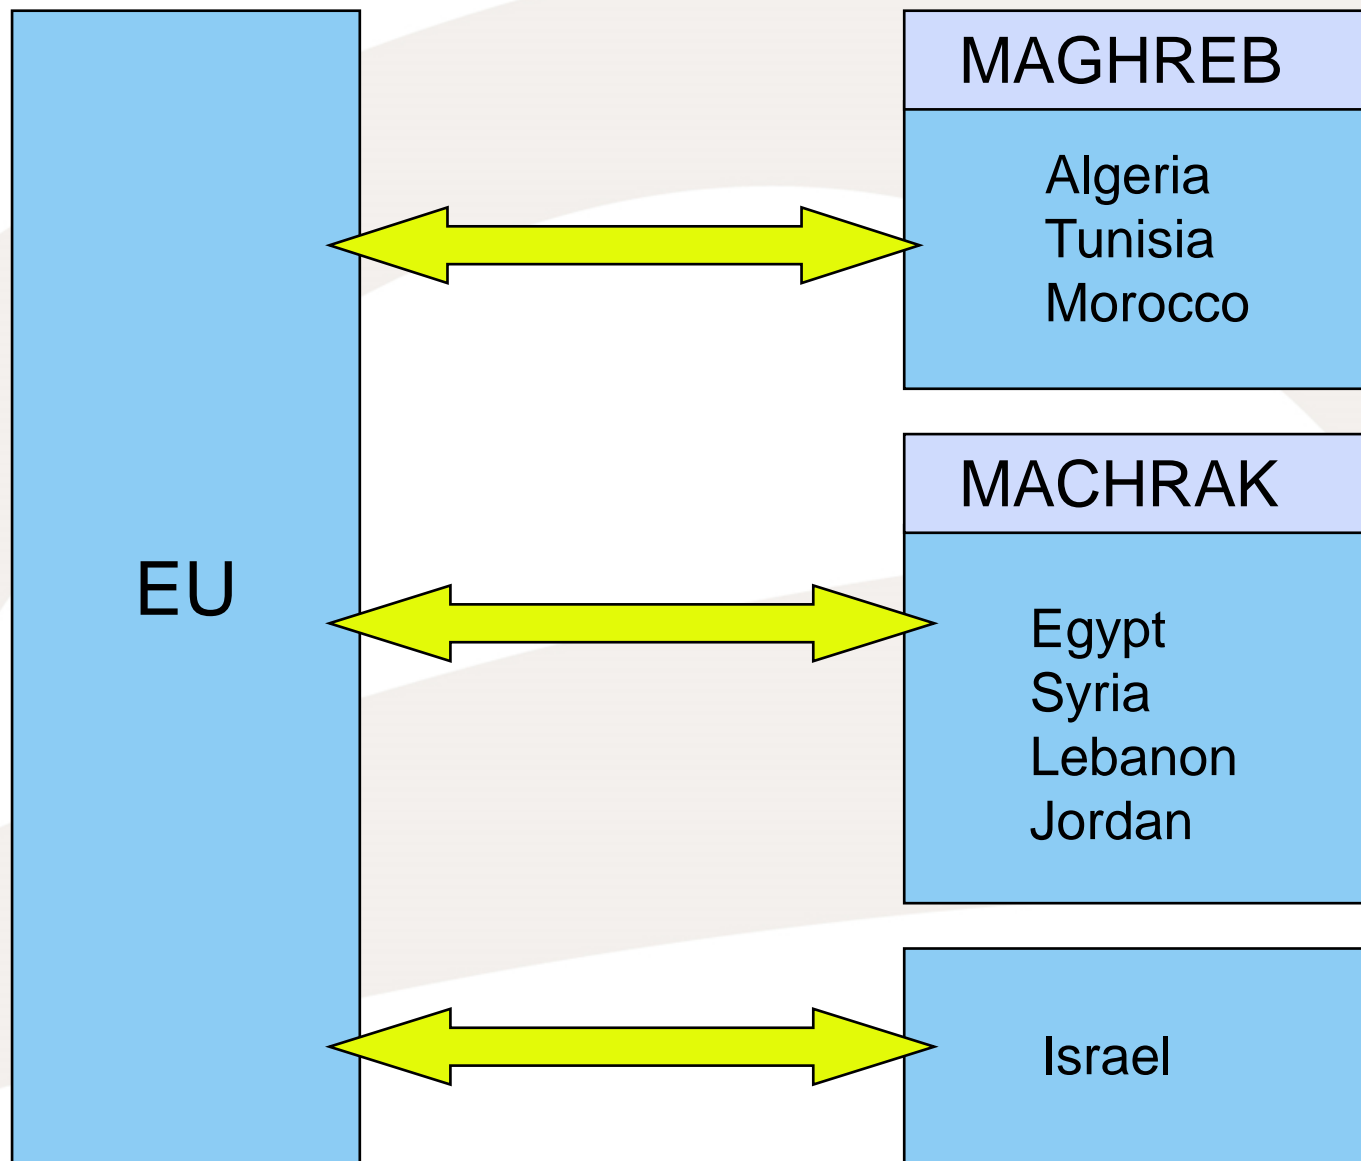 EU
MAGHREB
Algeria
Tunisia
Morocco
MACHRAK
Egypt
Syria
Lebanon
Jordan
Israel